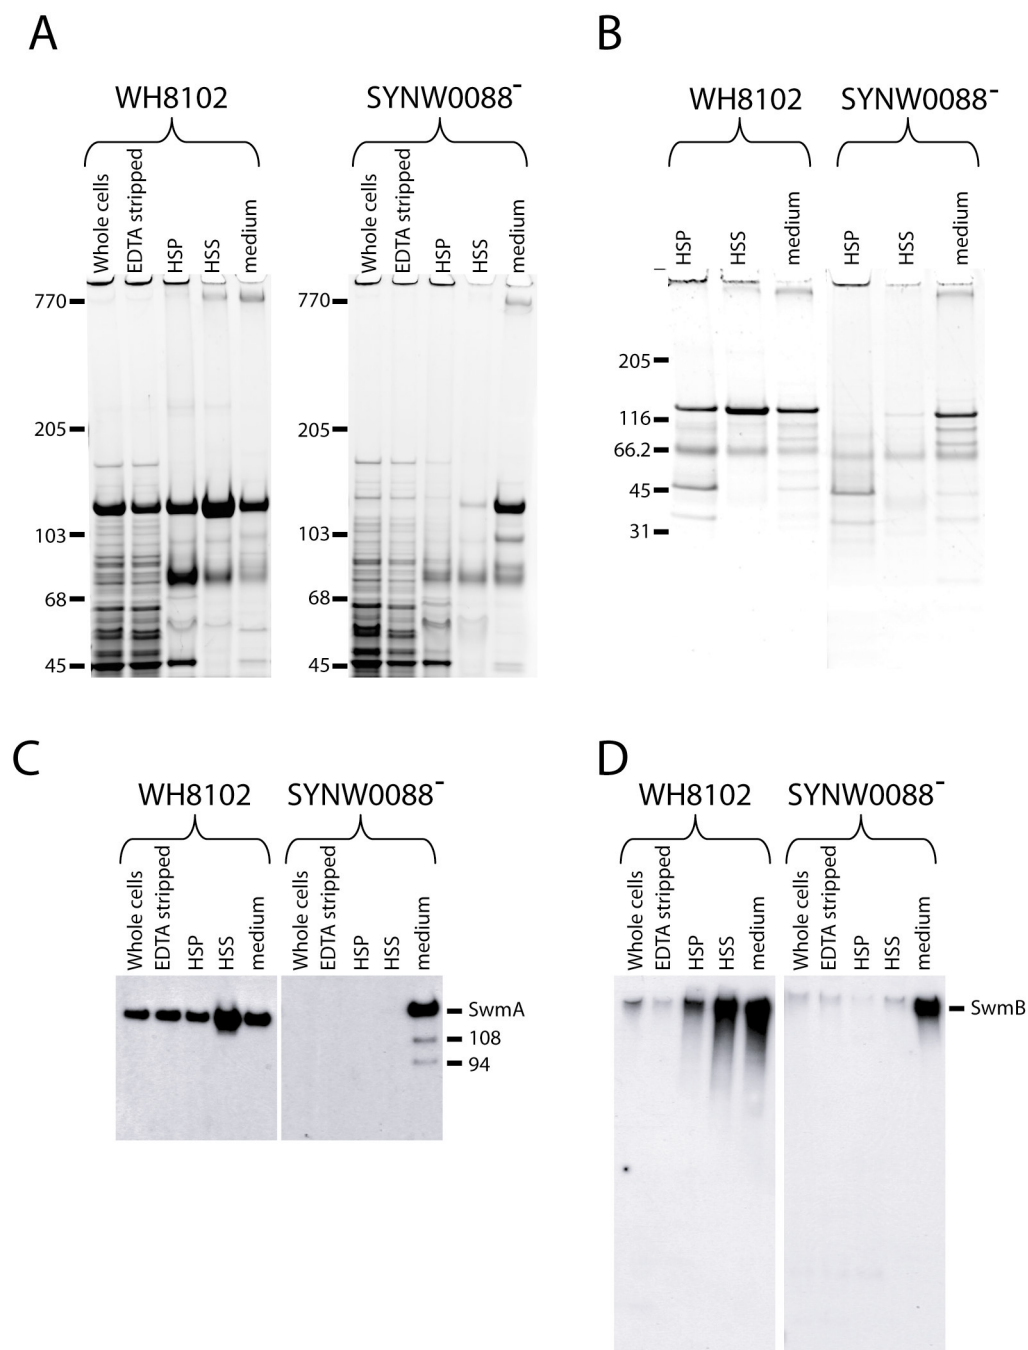 A
WH8102
SYNW0088⁻
Whole cells
EDTA stripped
HSP
HSS
medium
Whole cells
EDTA stripped
HSP
HSS
medium
770
205
103
68
45
770
205
103
68
45
B
WH8102
SYNW0088⁻
HSP
HSS
medium
HSP
HSS
medium
205
116
66.2
45
31
C
WH8102
SYNW0088⁻
Whole cells
EDTA stripped
HSP
HSS
medium
Whole cells
EDTA stripped
HSP
HSS
medium
SwmA
108
94
D
WH8102
SYNW0088⁻
Whole cells
EDTA stripped
HSP
HSS
medium
Whole cells
EDTA stripped
HSP
HSS
medium
SwmB